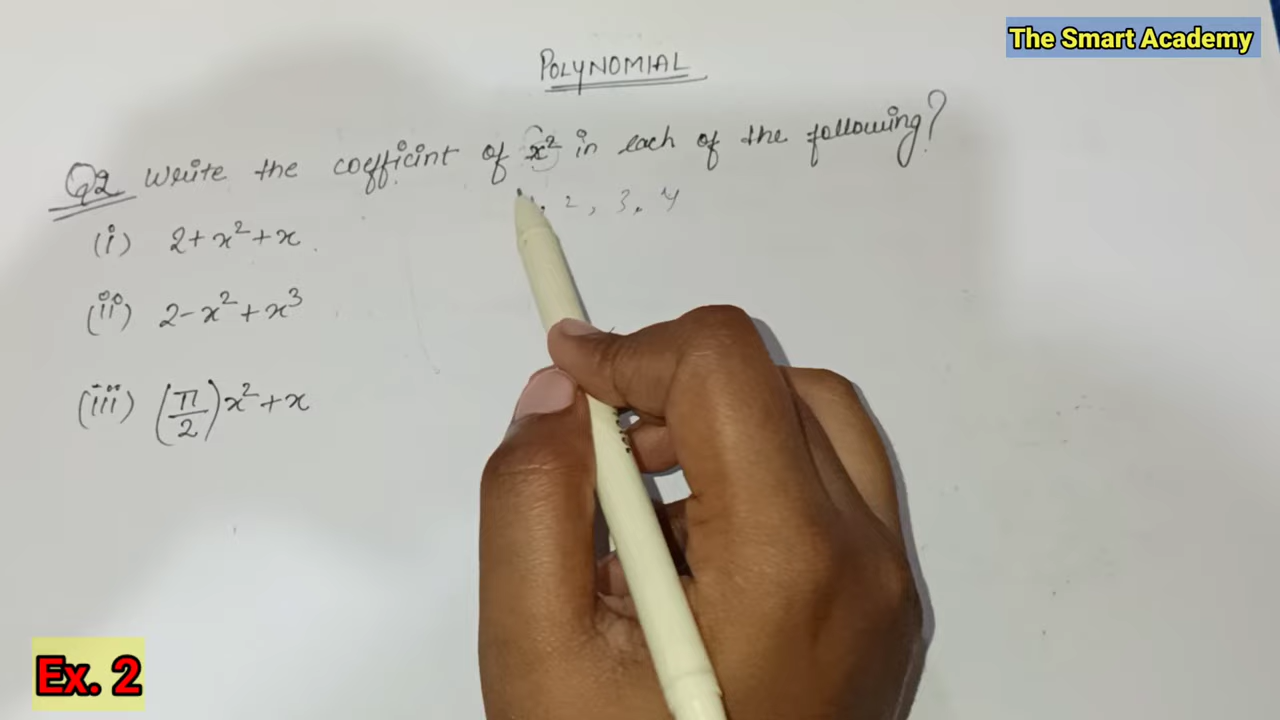 The Smart Academy
POLYNOMIAL
Q2 Write the coefficint of x² in each of the following?
2, 3, 4
(i) 2+x²+x
(ii) 2-x²+x³
(iii) (π/2)x²+x
Ex. 2